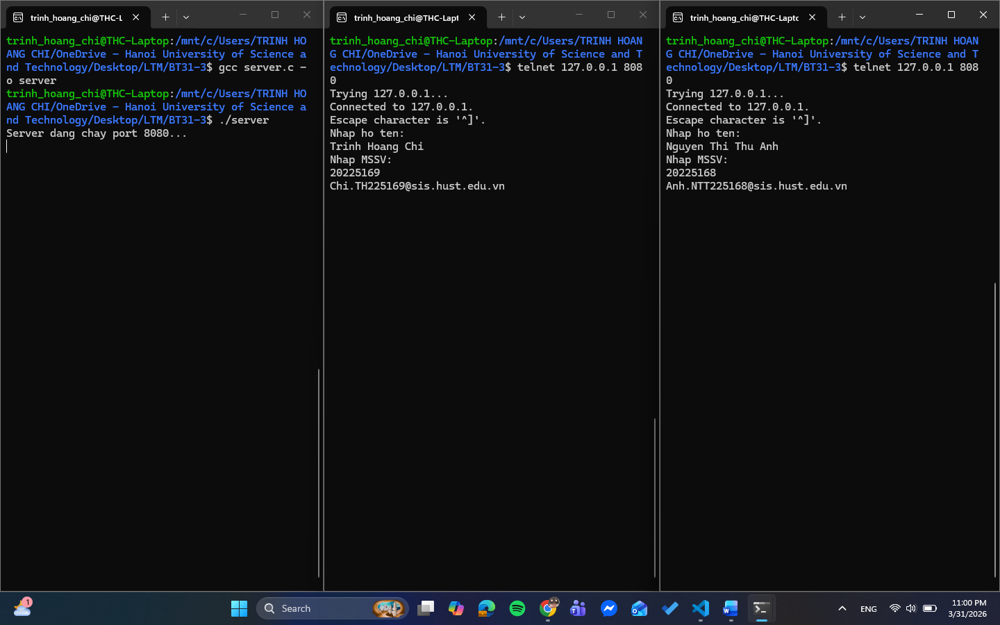 trinh_hoang_chi@THC-L
trinh_hoang_chi@THC-Lapt
trinh_hoang_chi@THC-Laptc
trinh_hoang_chi@THC-Laptop:/mnt/c/Users/TRINH HO
ANG CHI/OneDrive - Hanoi University of Science a
nd Technology/Desktop/LTM/BT31-3$ gcc server.c -
o server
trinh_hoang_chi@THC-Laptop:/mnt/c/Users/TRINH HO
ANG CHI/OneDrive - Hanoi University of Science a
nd Technology/Desktop/LTM/BT31-3$ ./server
Server dang chay port 8080...
trinh_hoang_chi@THC-Laptop:/mnt/c/Users/TRINH HOAN
G CHI/OneDrive - Hanoi University of Science and T
echnology/Desktop/LTM/BT31-3$ telnet 127.0.0.1 808
0
Trying 127.0.0.1...
Connected to 127.0.0.1.
Escape character is '^]'.
Nhap ho ten:
Trinh Hoang Chi
Nhap MSSV:
20225169
Chi.TH225169@sis.hust.edu.vn
trinh_hoang_chi@THC-Laptop:/mnt/c/Users/TRINH HOAN
G CHI/OneDrive - Hanoi University of Science and T
echnology/Desktop/LTM/BT31-3$ telnet 127.0.0.1 808
0
Trying 127.0.0.1...
Connected to 127.0.0.1.
Escape character is '^]'.
Nhap ho ten:
Nguyen Thi Thu Anh
Nhap MSSV:
20225168
Anh.NTT225168@sis.hust.edu.vn
1
Search
ENG
11:00 PM
3/31/2026